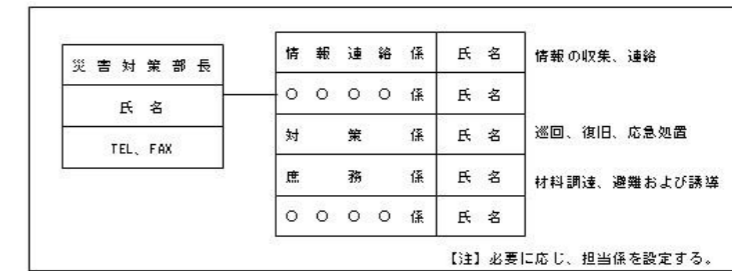 災害対策部長
氏名
TEL、FAX
情報連絡係 氏名 情報の収集、連絡
○○○○係 氏名
対策係 氏名 巡回、復旧、応急処置
庶務係 氏名 材料調達、避難および誘導
○○○○係 氏名
【注】必要に応じ、担当係を設定する。